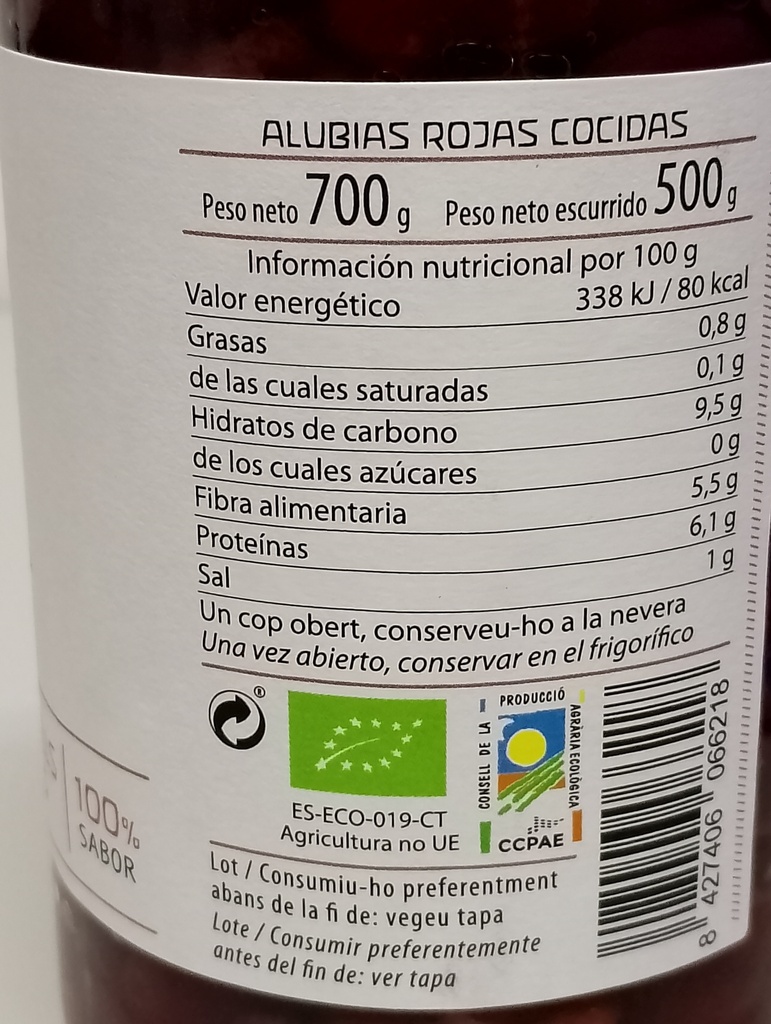 ALUBIAS ROJAS COCIDAS
Peso neto 700 g Peso neto escurrido 500 g
Información nutricional por 100 g
Valor energético 338 kJ / 80 kcal
Grasas 0,8 g
de las cuales saturadas 0,1 g
Hidratos de carbono 9,5 g
de los cuales azúcares 0 g
Fibra alimentaria 5,5 g
Proteínas 6,1 g
Sal 1 g
Un cop obert, conserveu-ho a la nevera
Una vez abierto, conservar en el frigorífico
®
CONSELL DE LA
PRODUCCIÓ
AGRÀRIA ECOLÒGICA
CCPAE
ES-ECO-019-CT
Agricultura no UE
8 427406 066218
100%
SABOR
Lot / Consumiu-ho preferentment
abans de la fi de: vegeu tapa
Lote / Consumir preferentemente
antes del fin de: ver tapa